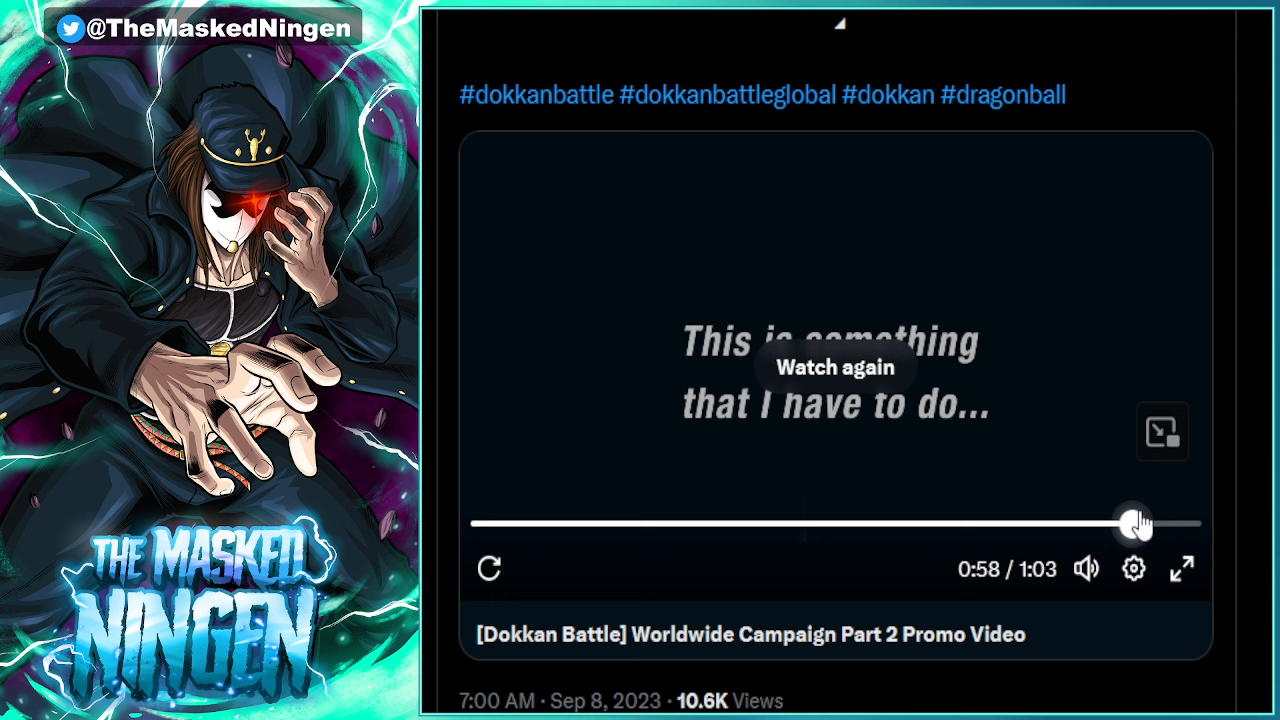 @TheMaskedNingen
THE MASKED
NINGEN
#dokkanbattle #dokkanbattleglobal #dokkan #dragonball
This is something
Watch again
that I have to do...
0:58 / 1:03
[Dokkan Battle] Worldwide Campaign Part 2 Promo Video
7:00 AM · Sep 8, 2023 · 10.6K Views